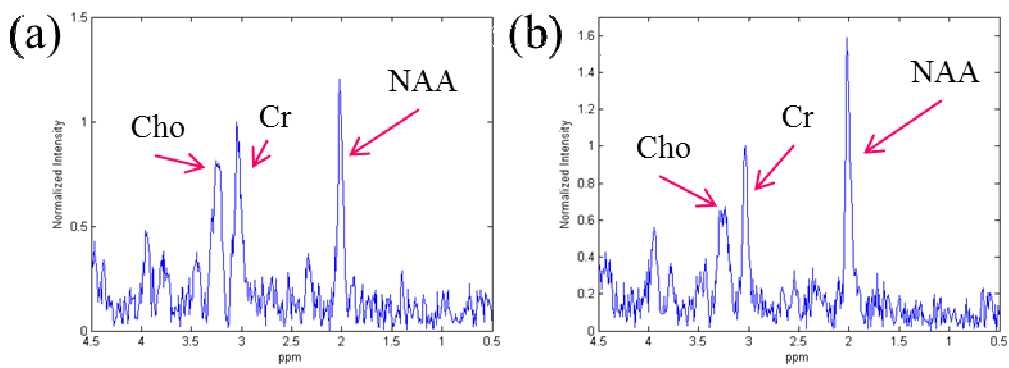 (a)
1.5
1
0.5
0
Normalized Intensity
Cho
Cr
NAA
4.5 4 3.5 3 2.5 2 1.5 1 0.5
ppm
(b)
1.6
1.4
1.2
1
0.8
0.6
0.4
0.2
0
Normalized Intensity
Cho
Cr
NAA
4.5 4 3.5 3 2.5 2 1.5 1 0.5
ppm